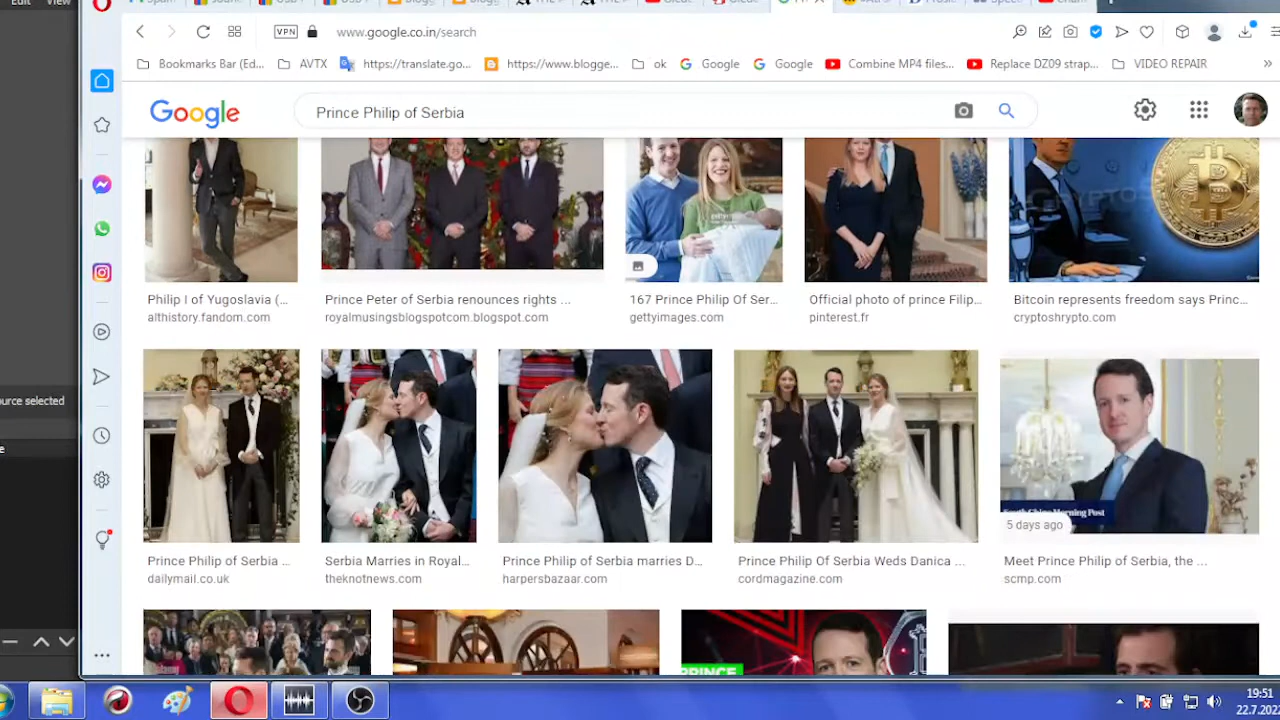 Edit View
VPN
www.google.co.in/search
Bookmarks Bar (Ed...
AVTX
https://translate.go...
https://www.blogge...
ok
Google
Google
Combine MP4 files...
Replace DZ09 strap...
VIDEO REPAIR
»
Google
Prince Philip of Serbia
Philip I of Yugoslavia (...
althistory.fandom.com
Prince Peter of Serbia renounces rights ...
royalmusingsblogspotcom.blogspot.com
167 Prince Philip Of Ser...
gettyimages.com
Official photo of prince Filip...
pinterest.fr
Bitcoin represents freedom says Princ...
cryptoshrypto.com
ource selected
e
South China Morning Post
5 days ago
Prince Philip of Serbia ...
dailymail.co.uk
Serbia Marries in Royal...
theknotnews.com
Prince Philip of Serbia marries D...
harpersbazaar.com
Prince Philip Of Serbia Weds Danica ...
cordmagazine.com
Meet Prince Philip of Serbia, the ...
scmp.com
PRINCE
19:51
22.7.202